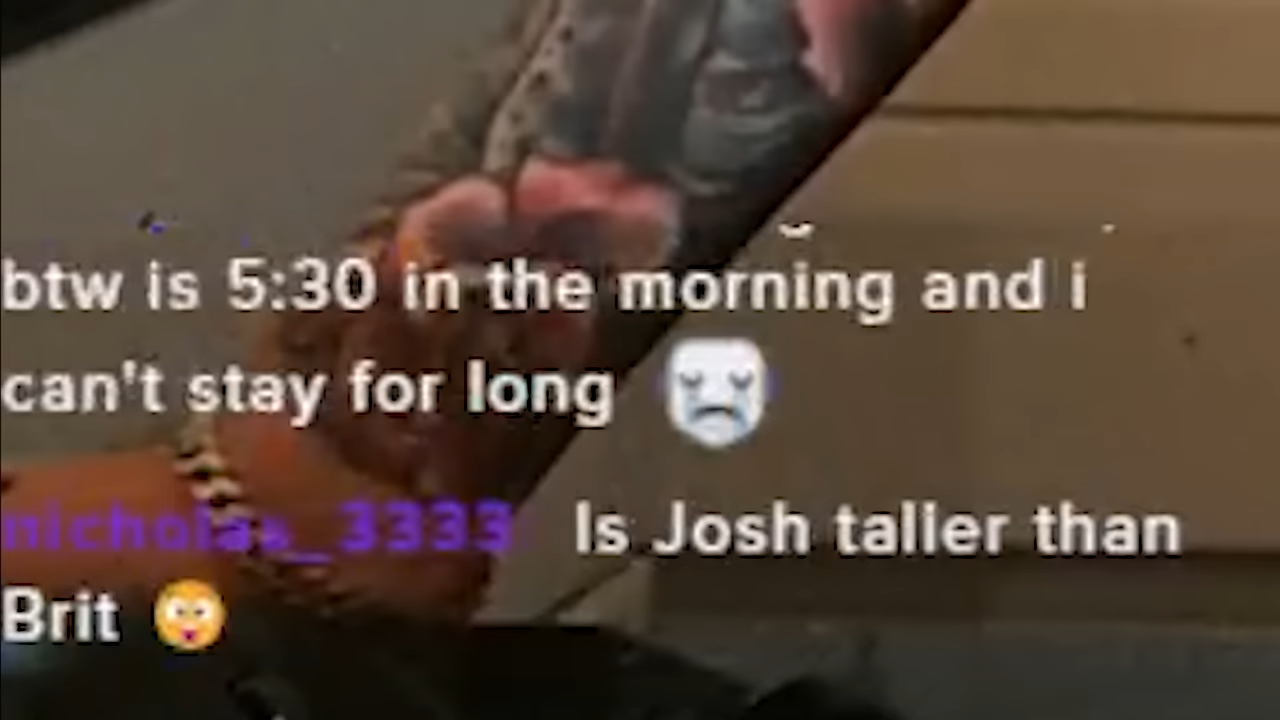 btw is 5:30 in the morning and i
can't stay for long
nicholas_3333: Is Josh taller than
Brit